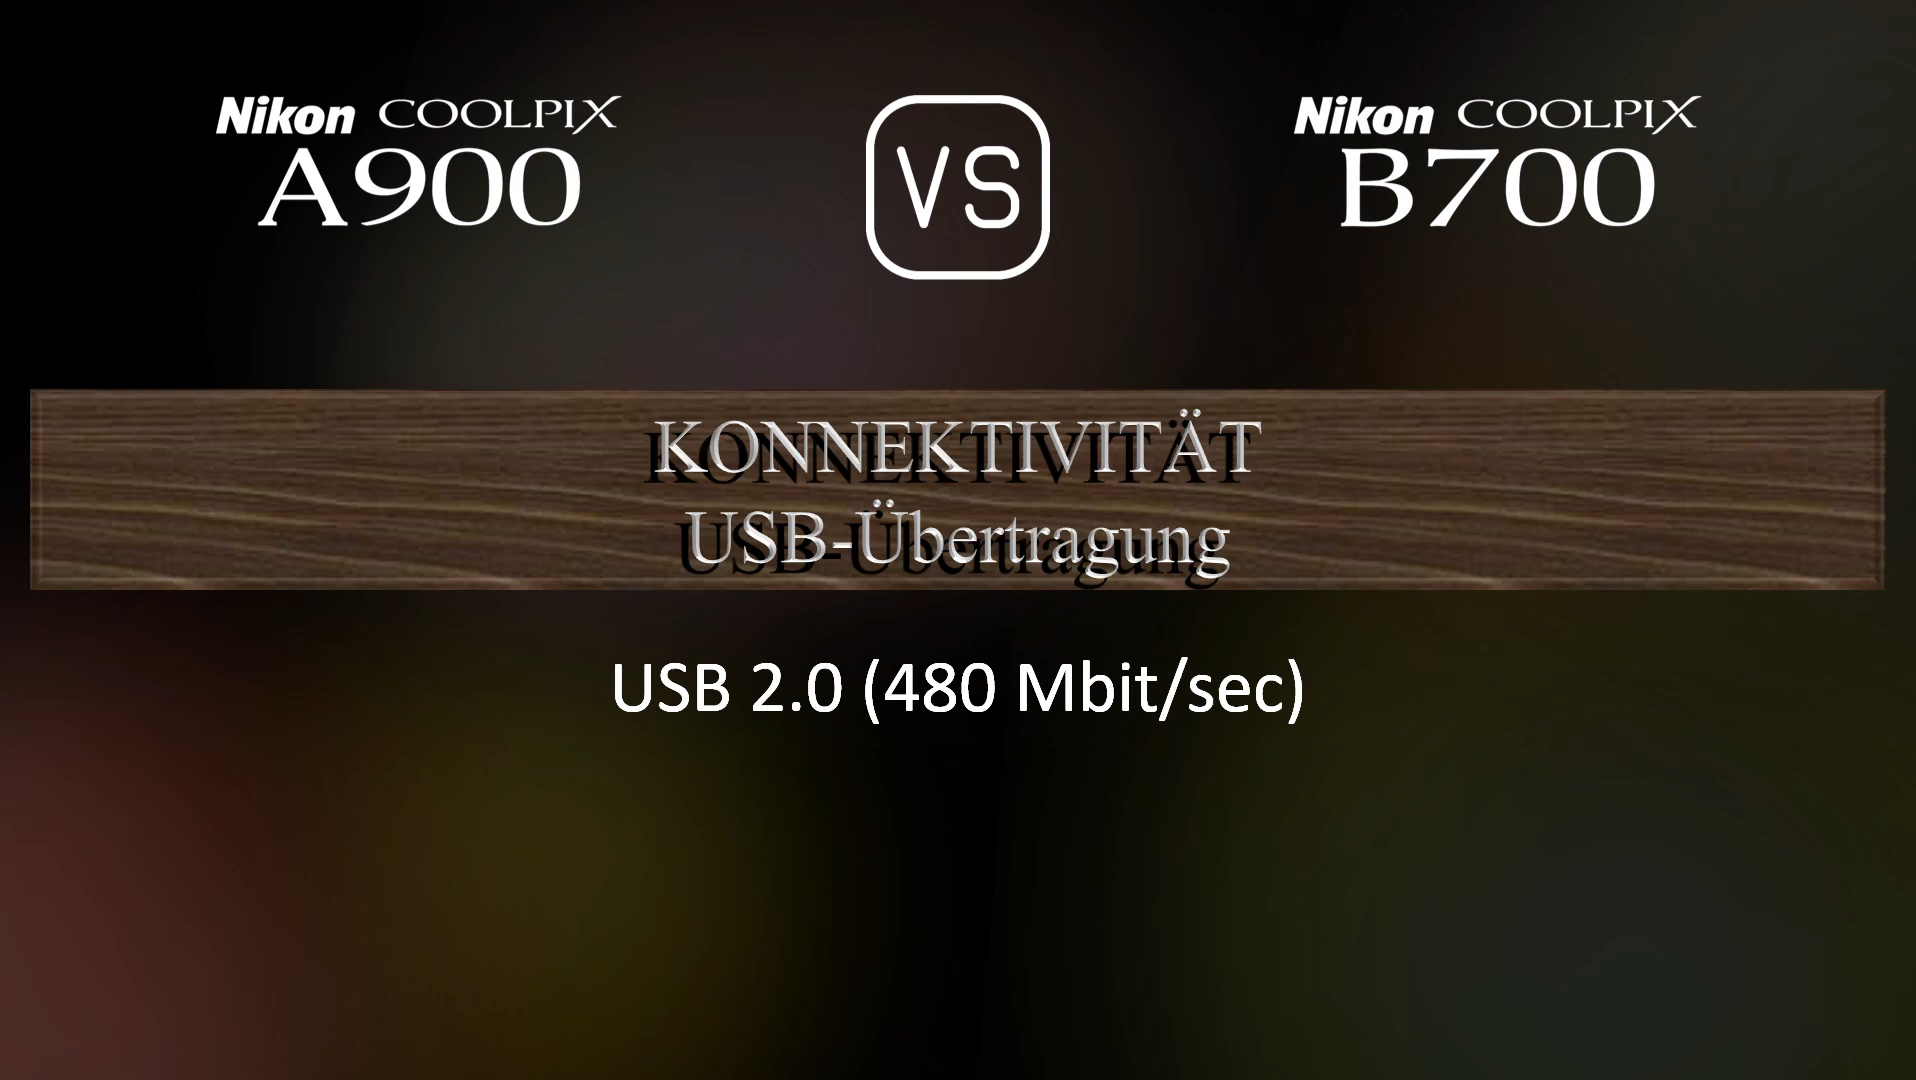 Nikon COOLPIX
A900
VS
Nikon COOLPIX
B700
KONNEKTIVITÄT
USB-Übertragung
USB 2.0 (480 Mbit/sec)